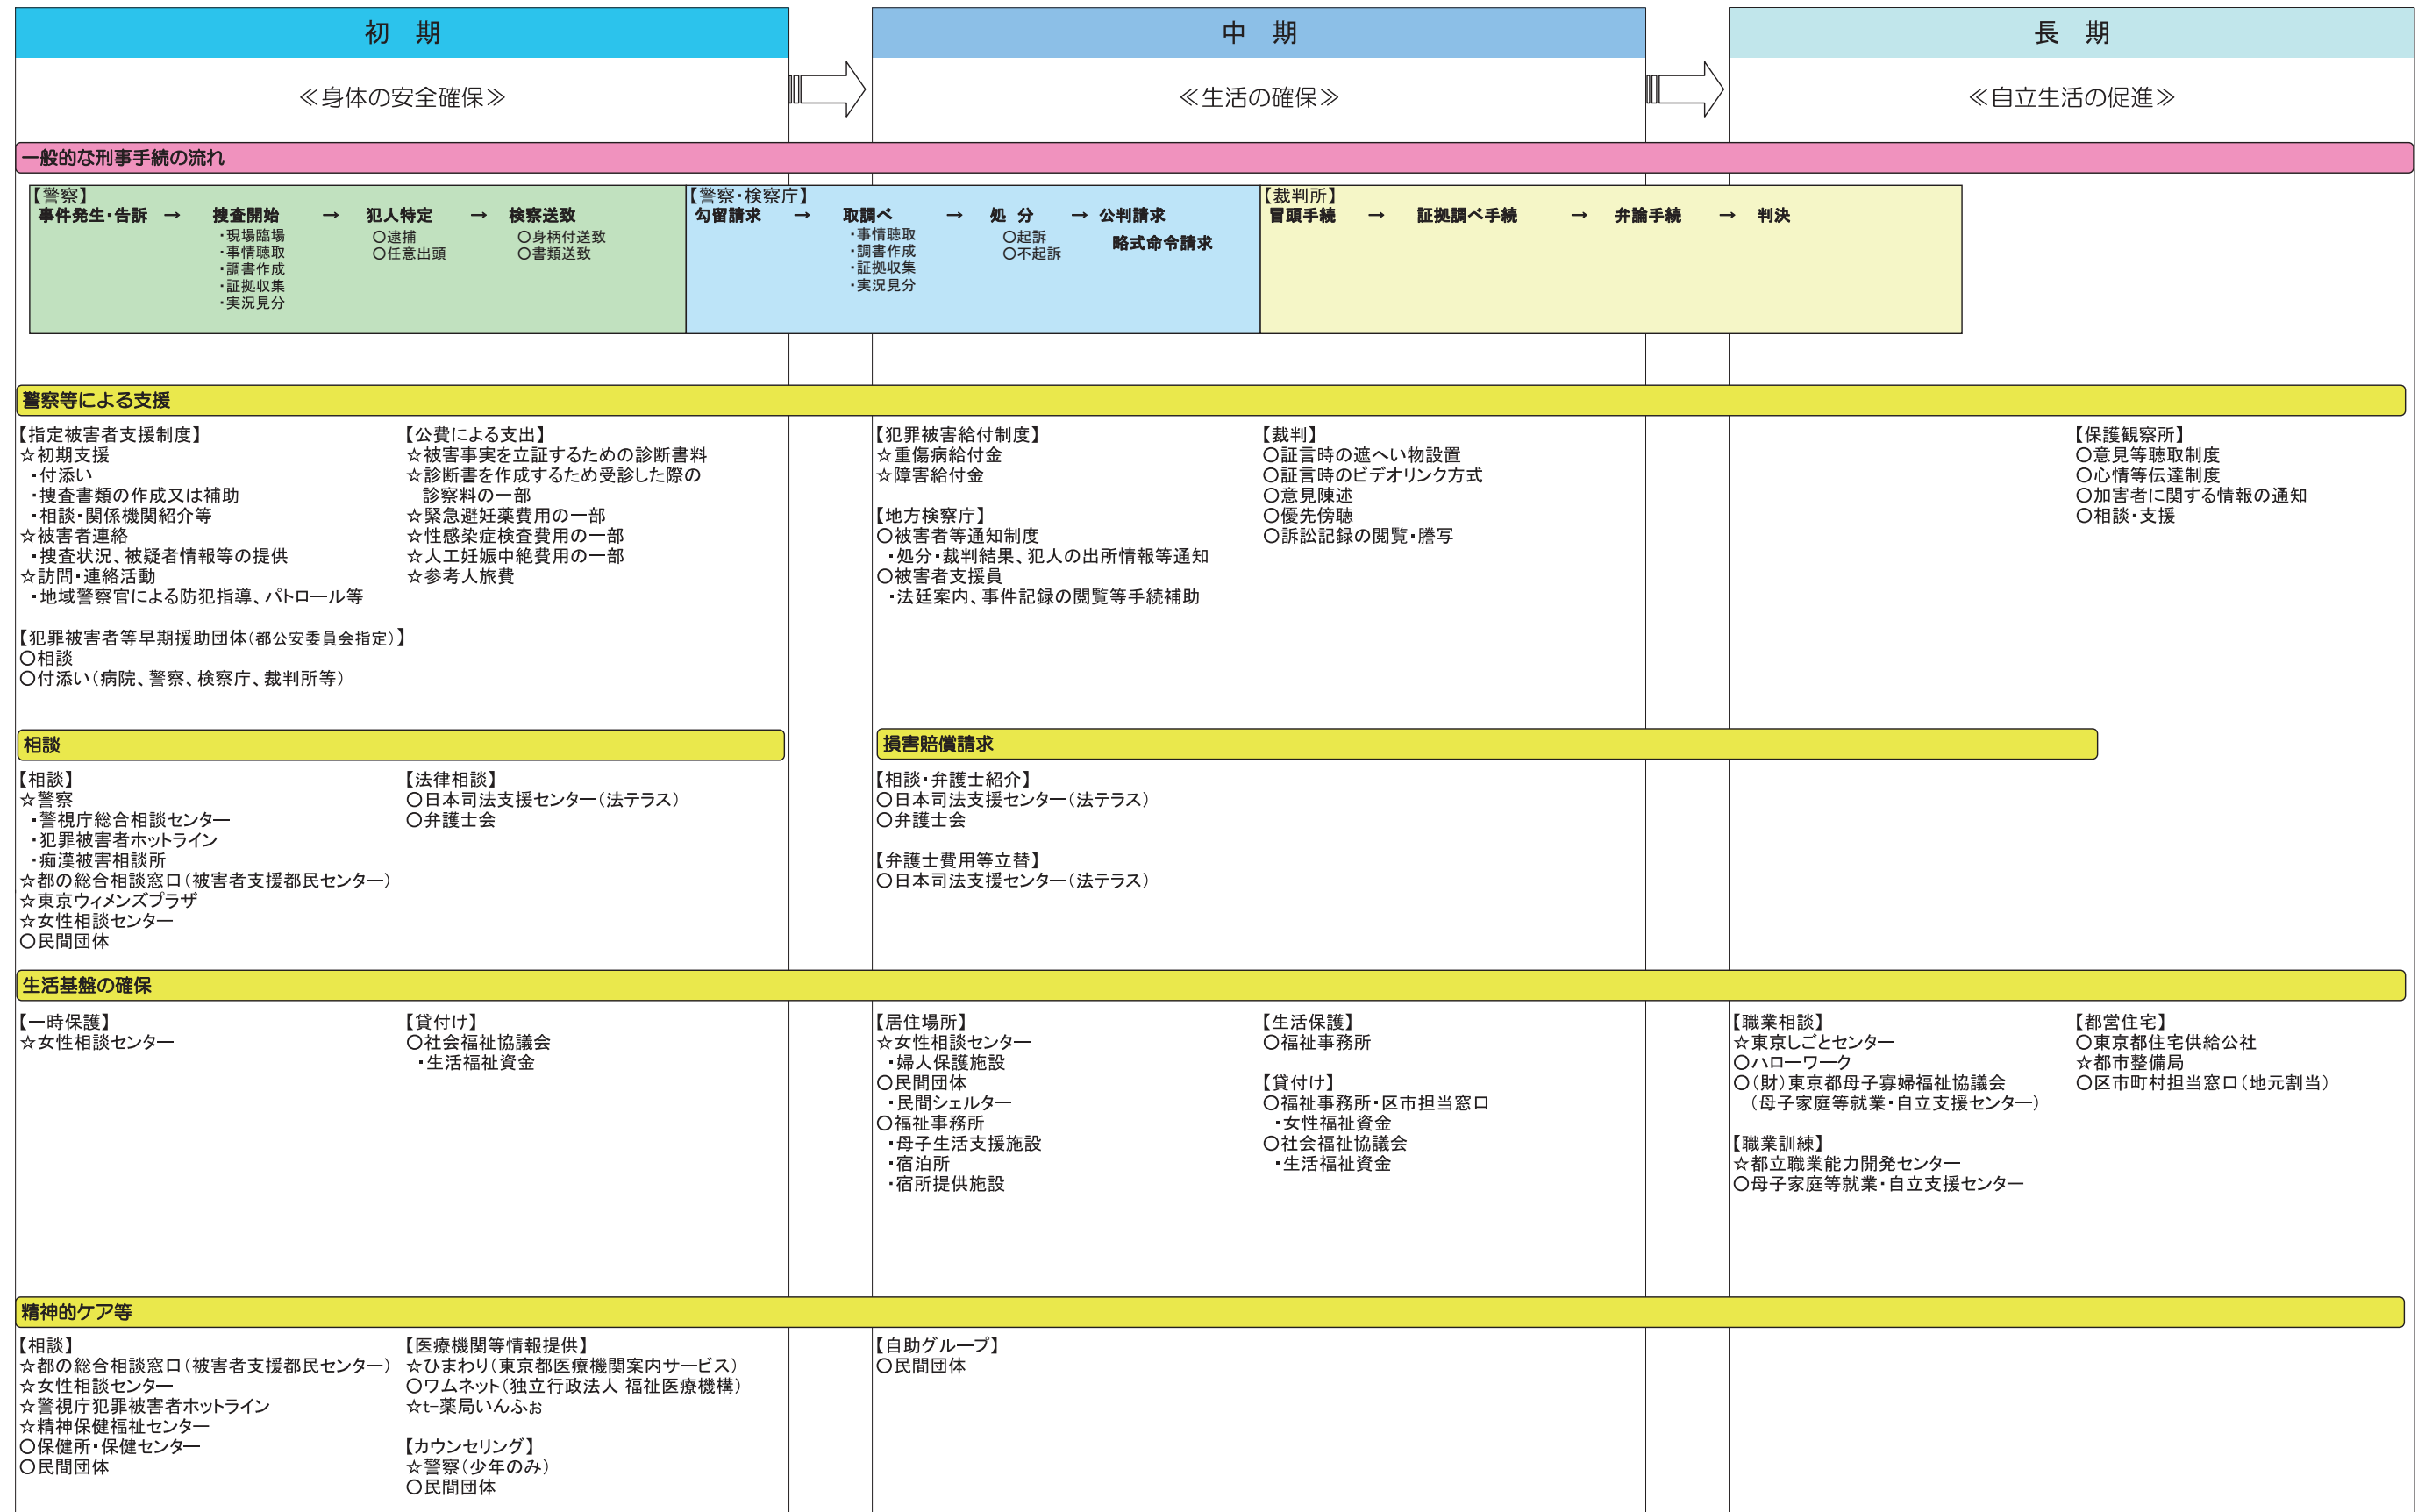 初　期
≪身体の安全確保≫
中　期
≪生活の確保≫
長　期
≪自立生活の促進≫
一般的な刑事手続の流れ
【警察】
事件発生・告訴　→　捜査開始　→　犯人特定　→　検察送致
・現場臨場
・事情聴取
・調書作成
・証拠収集
・実況見分
○逮捕
○任意出頭
○身柄付送致
○書類送致
【警察・検察庁】
勾留請求　→　取調べ　→　処 分　→ 公判請求
・事情聴取
・調書作成
・証拠収集
・実況見分
○起訴
○不起訴
略式命令請求
【裁判所】
冒頭手続　→　証拠調べ手続　→　弁論手続　→　判決
警察等による支援
【指定被害者支援制度】
☆初期支援
・付添い
・捜査書類の作成又は補助
・相談・関係機関紹介等
☆被害者連絡
・捜査状況、被疑者情報等の提供
☆訪問・連絡活動
・地域警察官による防犯指導、パトロール等
【犯罪被害者等早期援助団体(都公安委員会指定)】
○相談
○付添い(病院、警察、検察庁、裁判所等)
【公費による支出】
☆被害事実を立証するための診断書料
☆診断書を作成するため受診した際の
診察料の一部
☆緊急避妊薬費用の一部
☆性感染症検査費用の一部
☆人工妊娠中絶費用の一部
☆参考人旅費
【犯罪被害給付制度】
☆重傷病給付金
☆障害給付金
【地方検察庁】
○被害者等通知制度
・処分・裁判結果、犯人の出所情報等通知
○被害者支援員
・法廷案内、事件記録の閲覧等手続補助
【裁判】
○証言時の遮へい物設置
○証言時のビデオリンク方式
○意見陳述
○優先傍聴
○訴訟記録の閲覧・謄写
【保護観察所】
○意見等聴取制度
○心情等伝達制度
○加害者に関する情報の通知
○相談・支援
相談
【相談】
☆警察
・警視庁総合相談センター
・犯罪被害者ホットライン
・痴漢被害相談所
☆都の総合相談窓口(被害者支援都民センター)
☆東京ウィメンズプラザ
☆女性相談センター
○民間団体
【法律相談】
○日本司法支援センター(法テラス)
○弁護士会
損害賠償請求
【相談・弁護士紹介】
○日本司法支援センター(法テラス)
○弁護士会
【弁護士費用等立替】
○日本司法支援センター(法テラス)
生活基盤の確保
【一時保護】
☆女性相談センター
【貸付け】
○社会福祉協議会
・生活福祉資金
【居住場所】
☆女性相談センター
・婦人保護施設
○民間団体
・民間シェルター
○福祉事務所
・母子生活支援施設
・宿泊所
・宿所提供施設
【生活保護】
○福祉事務所
【貸付け】
○福祉事務所・区市担当窓口
・女性福祉資金
○社会福祉協議会
・生活福祉資金
【職業相談】
☆東京しごとセンター
○ハローワーク
○(財)東京都母子寡婦福祉協議会
(母子家庭等就業・自立支援センター)
【職業訓練】
☆都立職業能力開発センター
○母子家庭等就業・自立支援センター
【都営住宅】
○東京都住宅供給公社
☆都市整備局
○区市町村担当窓口(地元割当)
精神的ケア等
【相談】
☆都の総合相談窓口(被害者支援都民センター)
☆女性相談センター
☆警視庁犯罪被害者ホットライン
☆精神保健福祉センター
○保健所・保健センター
○民間団体
【医療機関等情報提供】
☆ひまわり(東京都医療機関案内サービス)
○ワムネット(独立行政法人 福祉医療機構)
☆t-薬局いんふぉ
【カウンセリング】
☆警察(少年のみ)
○民間団体
【自助グループ】
○民間団体